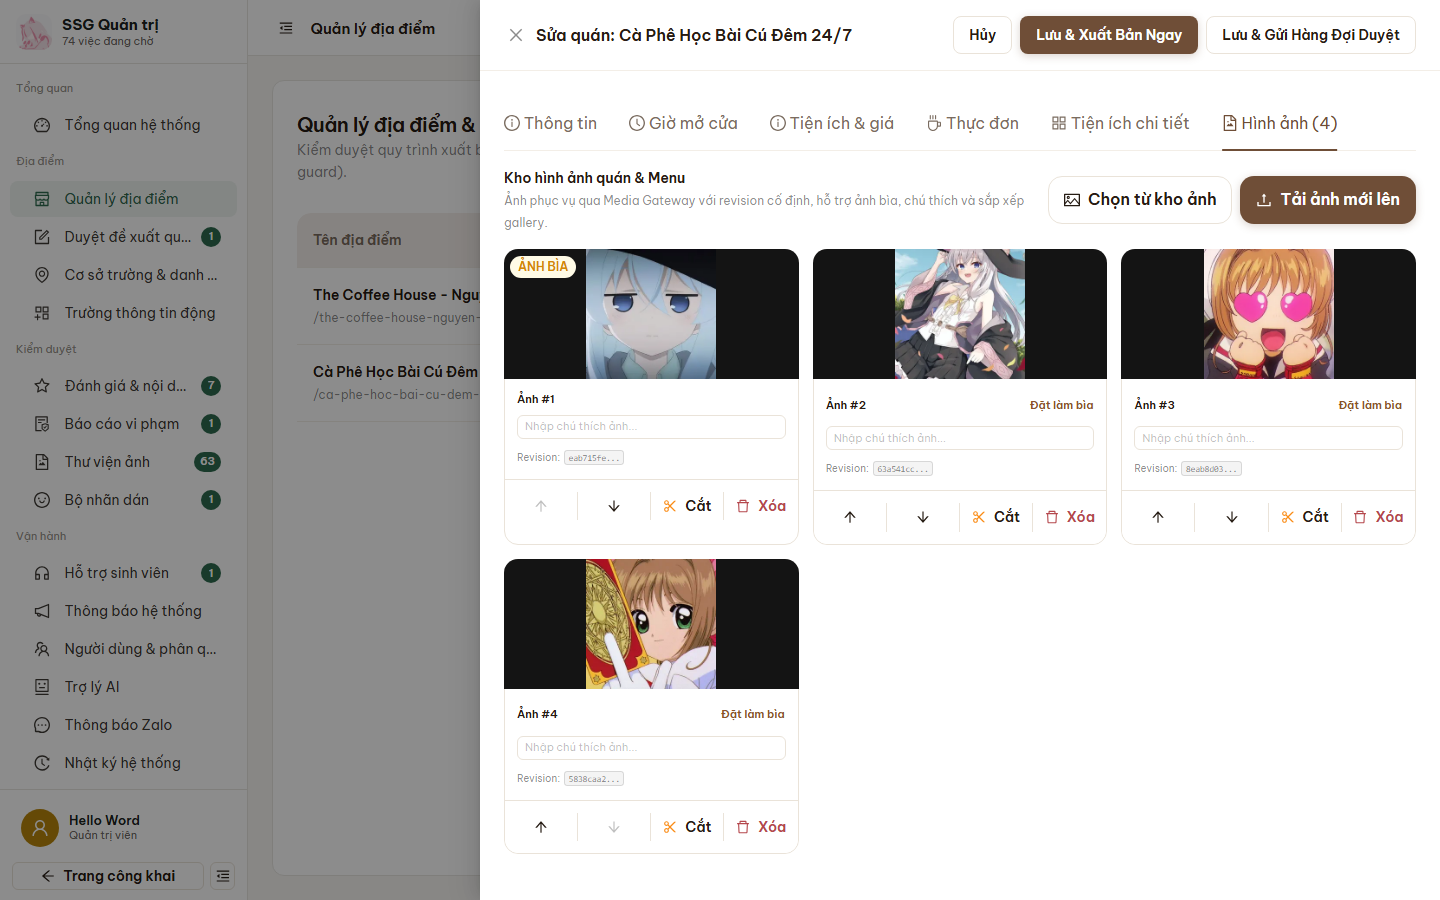 SSG Quản trị
74 việc đang chờ
Tổng quan
Tổng quan hệ thống
Địa điểm
Quản lý địa điểm
Duyệt đề xuất qu... 1
Cơ sở trường & danh ...
Trường thông tin động
Kiểm duyệt
Đánh giá & nội d... 7
Báo cáo vi phạm 1
Thư viện ảnh 63
Bộ nhãn dán 1
Vận hành
Hỗ trợ sinh viên 1
Thông báo hệ thống
Người dùng & phân q...
Trợ lý AI
Thông báo Zalo
Nhật ký hệ thống
Hello Word
Quản trị viên
Trang công khai
Quản lý địa điểm
Quản lý địa điểm &
Kiểm duyệt quy trình xuất b
guard).
Tên địa điểm
The Coffee House - Ngu
/the-coffee-house-nguyen-
Cà Phê Học Bài Cú Đêm
/ca-phe-hoc-bai-cu-dem-
Sửa quán: Cà Phê Học Bài Cú Đêm 24/7
Hủy
Lưu & Xuất Bản Ngay
Lưu & Gửi Hàng Đợi Duyệt
Thông tin
Giờ mở cửa
Tiện ích & giá
Thực đơn
Tiện ích chi tiết
Hình ảnh (4)
Kho hình ảnh quán & Menu
Ảnh phục vụ qua Media Gateway với revision cố định, hỗ trợ ảnh bìa, chú thích và sắp xếp
gallery.
Chọn từ kho ảnh
Tải ảnh mới lên
ẢNH BÌA
Ảnh #1
Nhập chú thích ảnh...
Revision: eab715fe...
Cắt
Xóa
Ảnh #2
Đặt làm bìa
Nhập chú thích ảnh...
Revision: 63a541cc...
Cắt
Xóa
Ảnh #3
Đặt làm bìa
Nhập chú thích ảnh...
Revision: 8eab8d03...
Cắt
Xóa
Ảnh #4
Đặt làm bìa
Nhập chú thích ảnh...
Revision: 5838caa2...
Cắt
Xóa